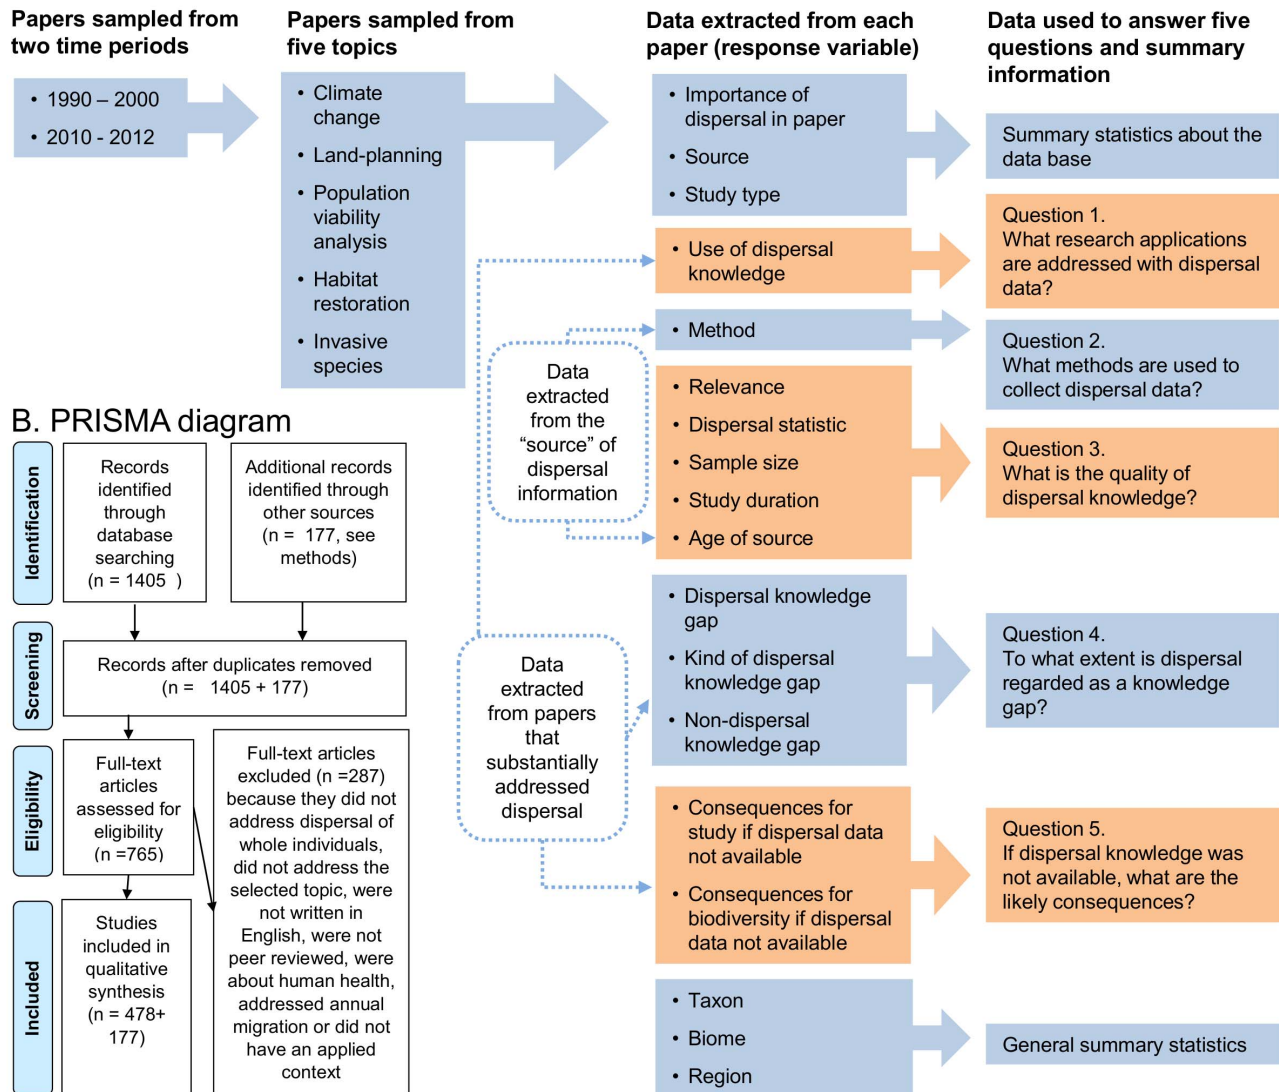 Papers sampled from
two time periods
• 1990 – 2000
• 2010 - 2012
Papers sampled from
five topics
• Climate
change
• Land-planning
• Population
viability
analysis
• Habitat
restoration
• Invasive
species
Data extracted from each
paper (response variable)
• Importance of
dispersal in paper
• Source
• Study type
• Use of dispersal
knowledge
• Method
• Relevance
• Dispersal statistic
• Sample size
• Study duration
• Age of source
• Dispersal knowledge
gap
• Kind of dispersal
knowledge gap
• Non-dispersal
knowledge gap
• Consequences for
study if dispersal data
not available
• Consequences for
biodiversity if dispersal
data not available
• Taxon
• Biome
• Region
Data used to answer five
questions and summary
information
Summary statistics about the
data base
Question 1.
What research applications
are addressed with dispersal
data?
Question 2.
What methods are used to
collect dispersal data?
Question 3.
What is the quality of
dispersal knowledge?
Question 4.
To what extent is dispersal
regarded as a knowledge
gap?
Question 5.
If dispersal knowledge was
not available, what are the
likely consequences?
General summary statistics
Data
extracted
from the
“source” of
dispersal
information
Data
extracted
from papers
that
substantially
addressed
dispersal
B. PRISMA diagram
Identification
Records
identified
through
database
searching
(n = 1405  )
Additional records
identified through
other sources
(n =  177, see
methods)
Screening
Records after duplicates removed
(n =   1405 + 177)
Eligibility
Full-text
articles
assessed for
eligibility
(n =765)
Full-text articles
excluded (n =287)
because they did not
address dispersal of
whole individuals,
did not address the
selected topic, were
not written in
English, were not
peer reviewed, were
about human health,
addressed annual
migration or did not
have an applied
context
Included
Studies
included in
qualitative
synthesis
(n = 478+
177)